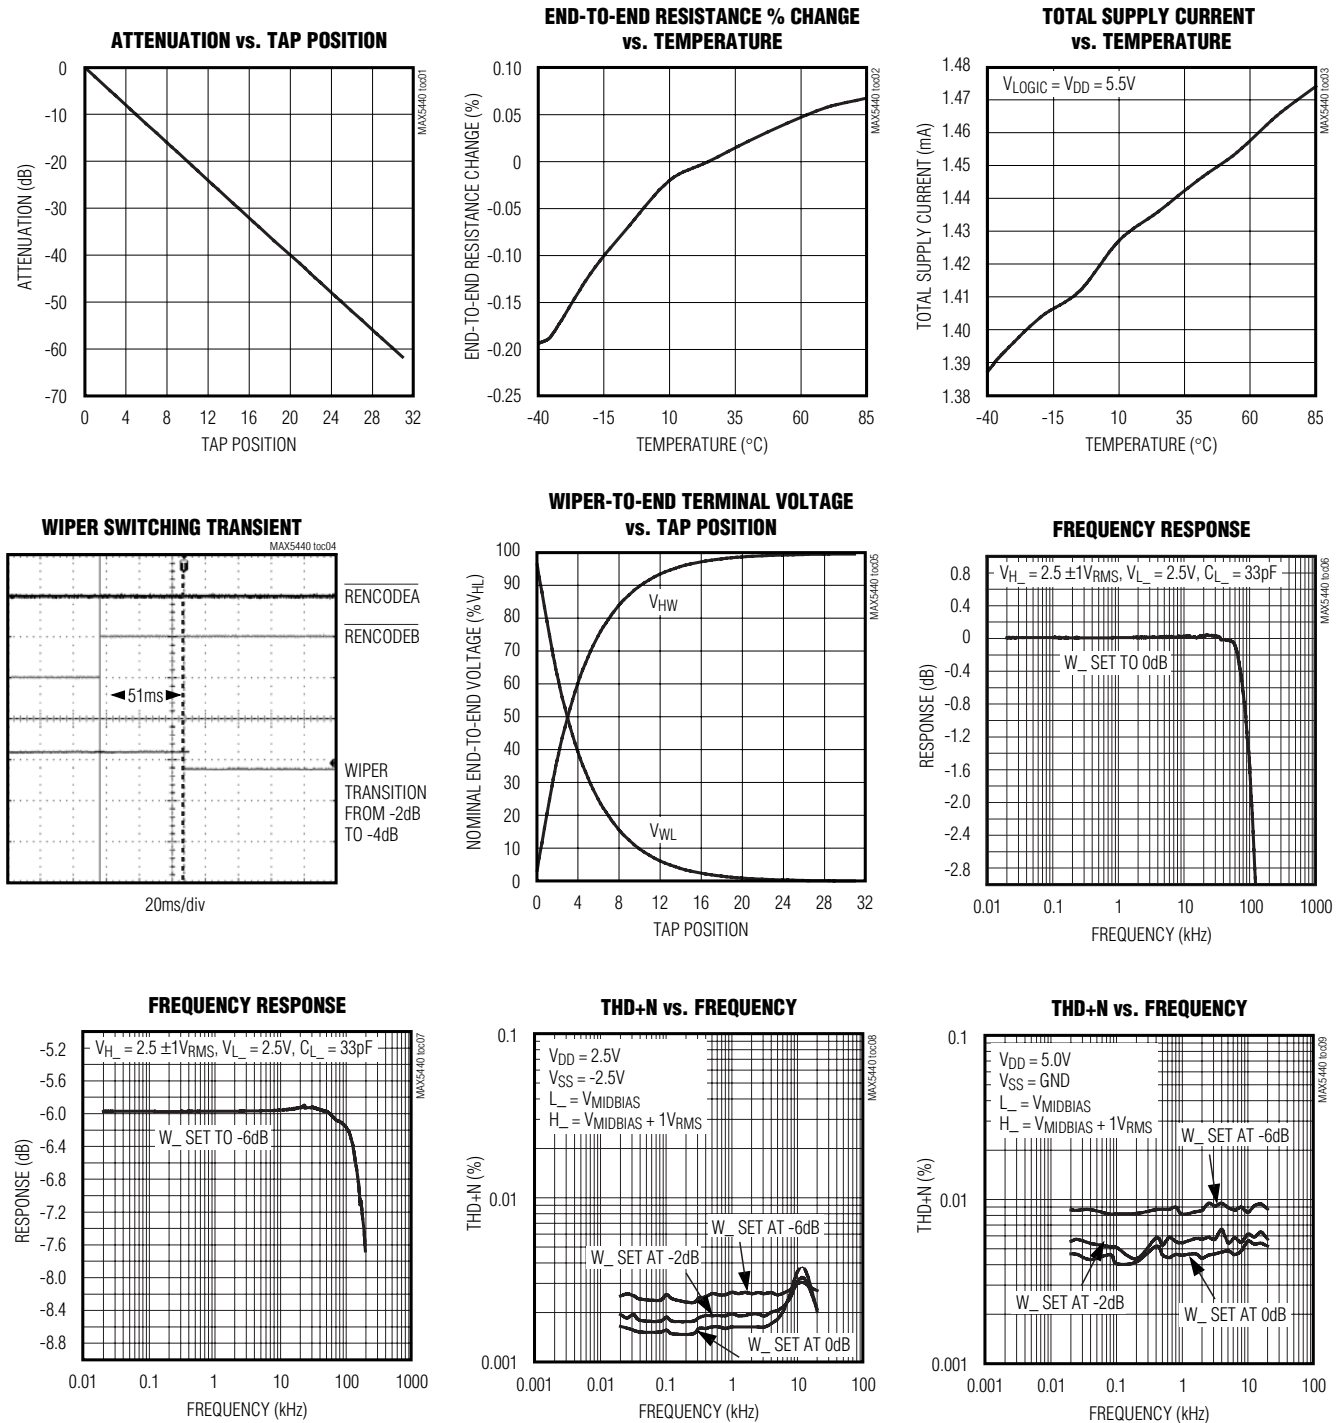 ATTENUATION vs. TAP POSITION
MAX5440 toc01
ATTENUATION (dB)
0
-10
-20
-30
-40
-50
-60
-70
0 4 8 12 16 20 24 28 32
TAP POSITION
END-TO-END RESISTANCE % CHANGE
vs. TEMPERATURE
MAX5440 toc02
END-TO-END RESISTANCE CHANGE (%)
0.10
0.05
0
-0.05
-0.10
-0.15
-0.20
-0.25
-40 -15 10 35 60 85
TEMPERATURE (°C)
TOTAL SUPPLY CURRENT
vs. TEMPERATURE
MAX5440 toc03
TOTAL SUPPLY CURRENT (mA)
1.48
1.47
1.46
1.45
1.44
1.43
1.42
1.41
1.40
1.39
1.38
VLOGIC = VDD = 5.5V
-40 -15 10 35 60 85
TEMPERATURE (°C)
WIPER SWITCHING TRANSIENT
MAX5440 toc04
RENCODEA
RENCODEB
51ms
WIPER
TRANSITION
FROM -2dB
TO -4dB
20ms/div
WIPER-TO-END TERMINAL VOLTAGE
vs. TAP POSITION
MAX5440 toc05
NOMINAL END-TO-END VOLTAGE (% VHL)
100
90
80
70
60
50
40
30
20
10
0
VHW
VWL
0 4 8 12 16 20 24 28 32
TAP POSITION
FREQUENCY RESPONSE
MAX5440 toc06
RESPONSE (dB)
0.8
0.4
0
-0.4
-0.8
-1.2
-1.6
-2.0
-2.4
-2.8
VH_ = 2.5 ±1VRMS, VL_ = 2.5V, CL_ = 33pF
W_ SET TO 0dB
0.01 0.1 1 10 100 1000
FREQUENCY (kHz)
FREQUENCY RESPONSE
MAX5440 toc07
RESPONSE (dB)
-5.2
-5.6
-6.0
-6.4
-6.8
-7.2
-7.6
-8.0
-8.4
-8.8
VH_ = 2.5 ±1VRMS, VL_ = 2.5V, CL_ = 33pF
W_ SET TO -6dB
0.01 0.1 1 10 100 1000
FREQUENCY (kHz)
THD+N vs. FREQUENCY
MAX5440 toc08
THD+N (%)
0.1
0.01
0.001
VDD = 2.5V
VSS = -2.5V
L_ = VMIDBIAS
H_ = VMIDBIAS + 1VRMS
W_ SET AT -6dB
W_ SET AT -2dB
W_ SET AT 0dB
0.001 0.01 0.1 1 10 100
FREQUENCY (kHz)
THD+N vs. FREQUENCY
MAX5440 toc09
THD+N (%)
0.1
0.01
0.001
VDD = 5.0V
VSS = GND
L_ = VMIDBIAS
H_ = VMIDBIAS + 1VRMS
W_ SET AT -6dB
W_ SET AT -2dB
W_ SET AT 0dB
0.001 0.01 0.1 1 10 100
FREQUENCY (kHz)